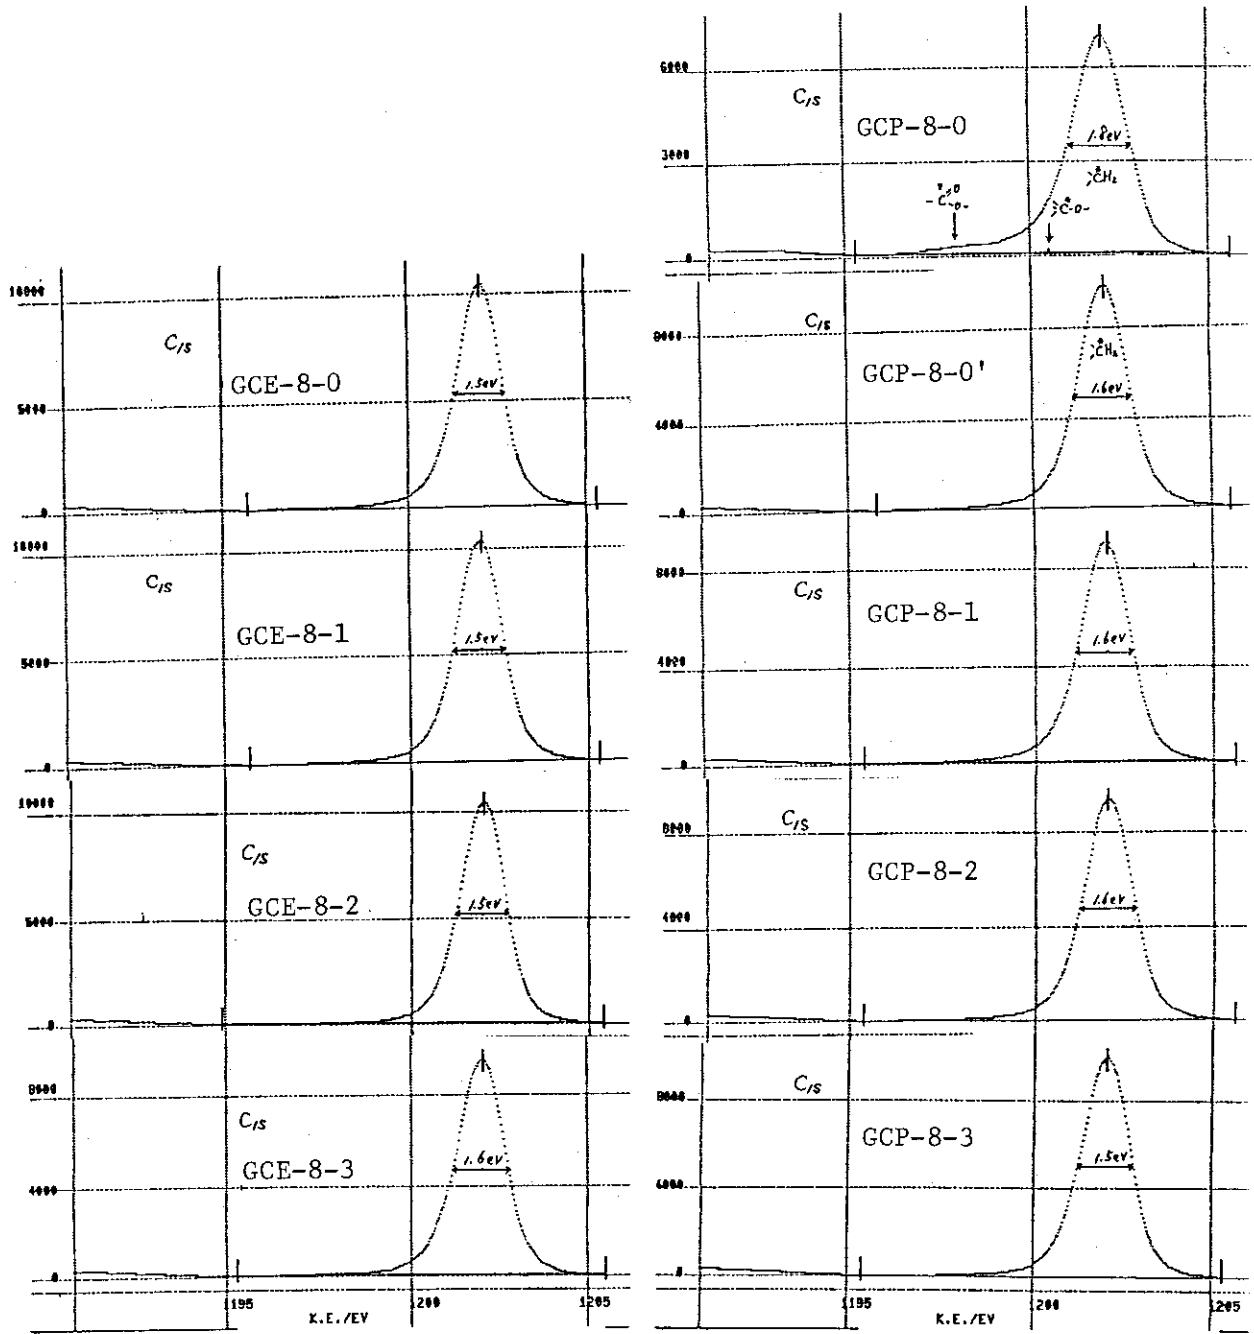 10000
C1S
GCE-8-0
1.5eV
5000
0
10000
C1S
GCE-8-1
1.5eV
5000
0
10000
C1S
GCE-8-2
1.5eV
5000
0
8000
C1S
GCE-8-3
1.6eV
4000
0
1195
1200
1205
K.E./EV
6000
C1S
GCP-8-0
1.8eV
3000
CH2
-C=O
-O-
C-O-
0
C1S
8000
CH2
GCP-8-0'
1.6eV
4000
0
8000
C1S
GCP-8-1
1.6eV
4000
0
8000
C1S
GCP-8-2
1.6eV
4000
0
C1S
8000
GCP-8-3
1.5eV
4000
0
1195
1200
1205
K.E./EV